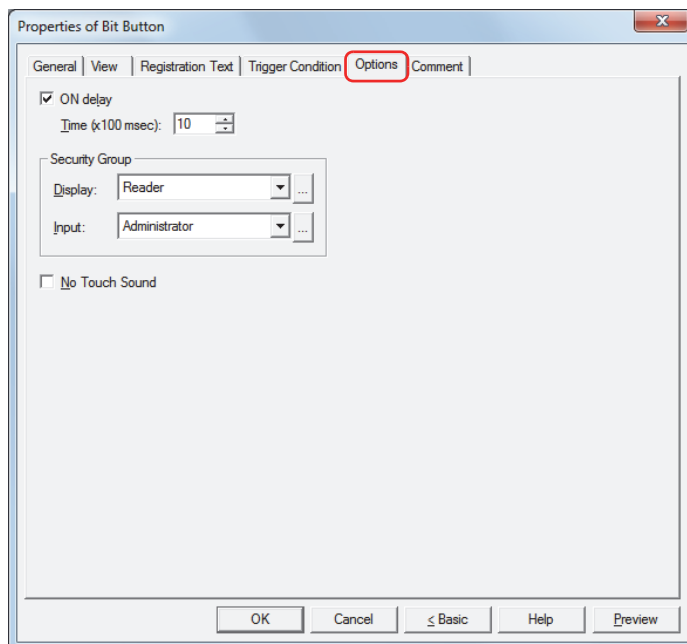 Properties of Bit Button
General View Registration Text Trigger Condition Options Comment
ON delay
Time (x100 msec): 10
Security Group
Display: Reader ...
Input: Administrator ...
No Touch Sound
OK Cancel < Basic Help Preview